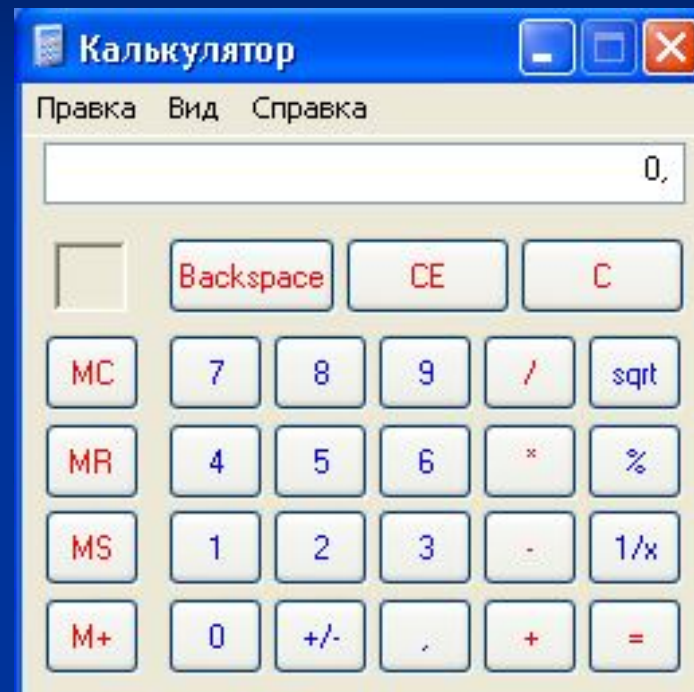 Калькулятор
Правка Вид Справка
0,
Backspace CE C
MC 7 8 9 / sqrt
MR 4 5 6 * %
MS 1 2 3 - 1/x
M+ 0 +/- , + =